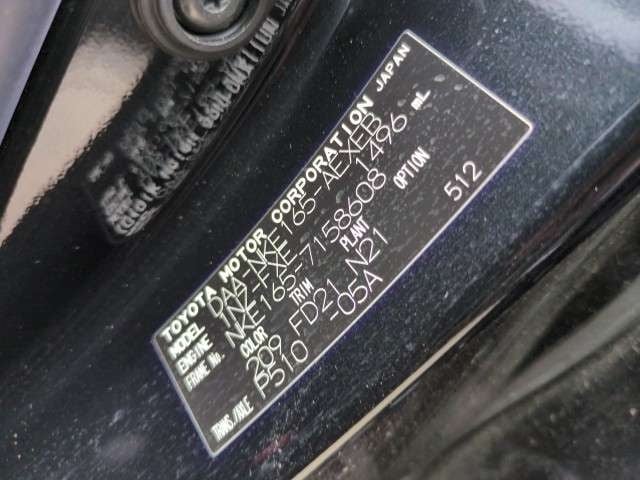 TOYOTA MOTOR CORPORATION JAPAN
MODEL DAA-NKE165-AEXEB
ENGINE 1NZ-FXE 1496 mL
FRAME No. NKE165-7158608
COLOR TRIM PLANT OPTION
209 FD21 N21 512
TRANS./AXLE P510 -05A